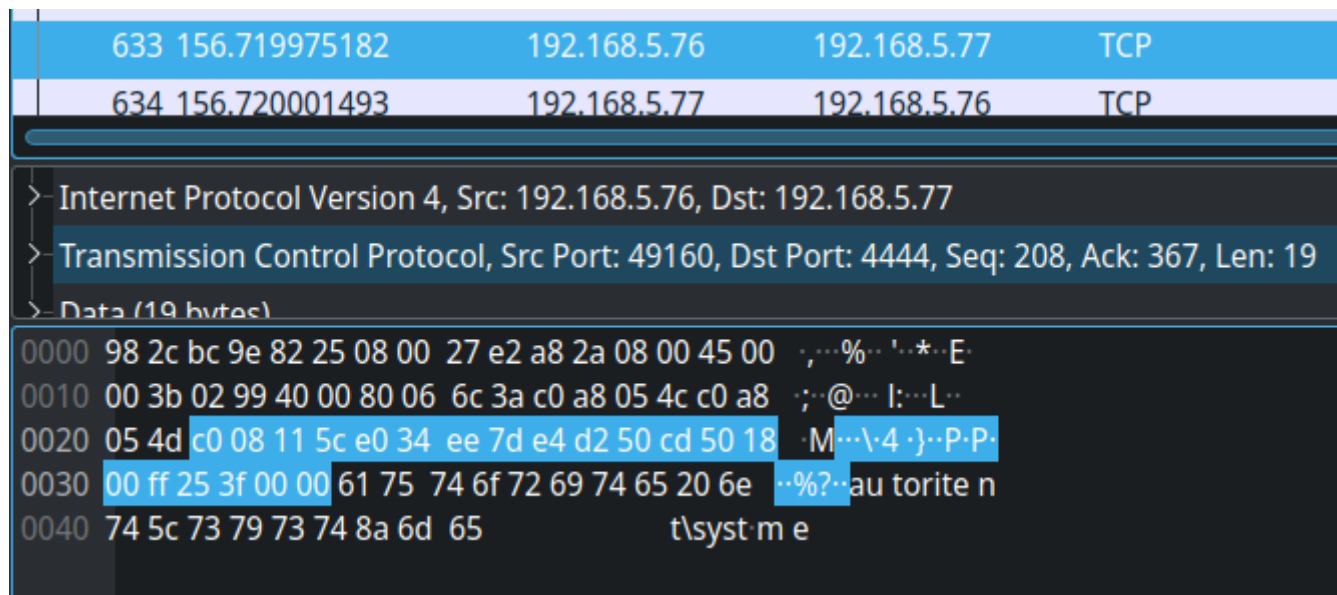 633 156.719975182 192.168.5.76 192.168.5.77 TCP
634 156.720001493 192.168.5.77 192.168.5.76 TCP
Internet Protocol Version 4, Src: 192.168.5.76, Dst: 192.168.5.77
Transmission Control Protocol, Src Port: 49160, Dst Port: 4444, Seq: 208, Ack: 367, Len: 19
Data (19 bytes)
0000 98 2c bc 9e 82 25 08 00 27 e2 a8 2a 08 00 45 00 ·,···%·· '··*··E·
0010 00 3b 02 99 40 00 80 06 6c 3a c0 a8 05 4c c0 a8 ·;··@··· l:···L··
0020 05 4d c0 08 11 5c e0 34 ee 7d e4 d2 50 cd 50 18 ·M···\·4 ·}··P·P·
0030 00 ff 25 3f 00 00 61 75 74 6f 72 69 74 65 20 6e ··%?··au torite n
0040 74 5c 73 79 73 74 8a 6d 65 t\syst·m e